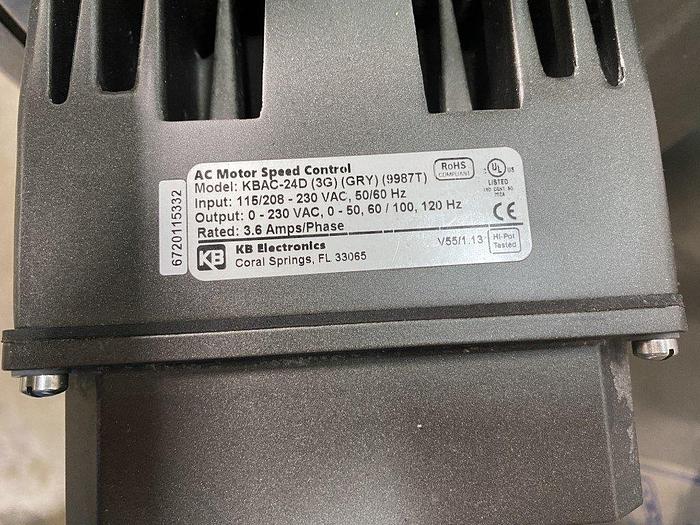 AC Motor Speed Control
Model: KBAC-24D (3G) (GRY) (9987T)
Input: 115/208 - 230 VAC, 50/60 Hz
Output: 0 - 230 VAC, 0 - 50, 60 / 100, 120 Hz
Rated: 3.6 Amps/Phase
KB
KB Electronics
Coral Springs, FL 33065
V55/1.13
Hi-Pot
Tested
RoHS
COMPLIANT
UL
US
LISTED
CE
6720115332